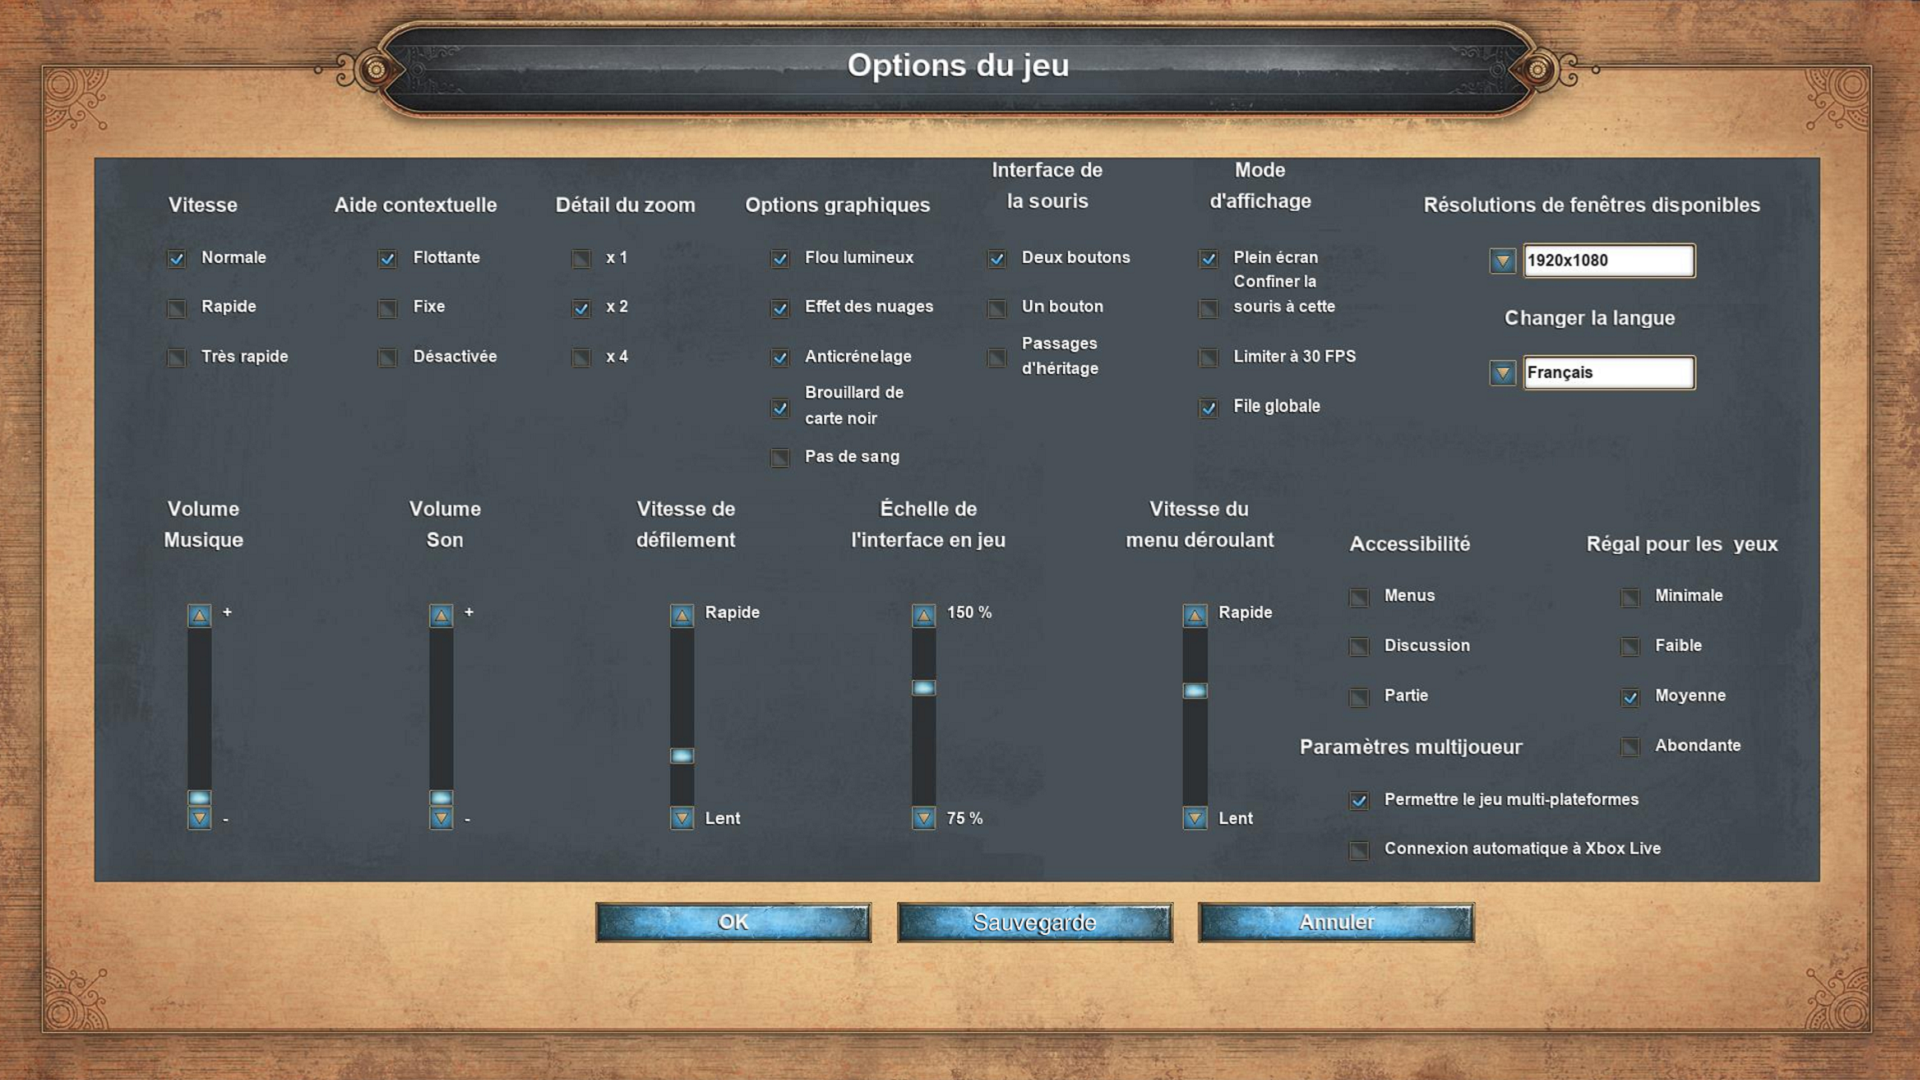 Options du jeu
Vitesse
Normale
Rapide
Très rapide
Aide contextuelle
Flottante
Fixe
Désactivée
Détail du zoom
x 1
x 2
x 4
Options graphiques
Flou lumineux
Effet des nuages
Anticrénelage
Brouillard de
carte noir
Pas de sang
Interface de
la souris
Deux boutons
Un bouton
Passages
d'héritage
Mode
d'affichage
Plein écran
Confiner la
souris à cette
Limiter à 30 FPS
File globale
Résolutions de fenêtres disponibles
1920x1080
Changer la langue
Français
Volume
Musique
+
-
Volume
Son
+
-
Vitesse de
défilement
Rapide
Lent
Échelle de
l'interface en jeu
150 %
75 %
Vitesse du
menu déroulant
Rapide
Lent
Accessibilité
Menus
Discussion
Partie
Régal pour les yeux
Minimale
Faible
Moyenne
Abondante
Paramètres multijoueur
Permettre le jeu multi-plateformes
Connexion automatique à Xbox Live
OK
Sauvegarde
Annuler